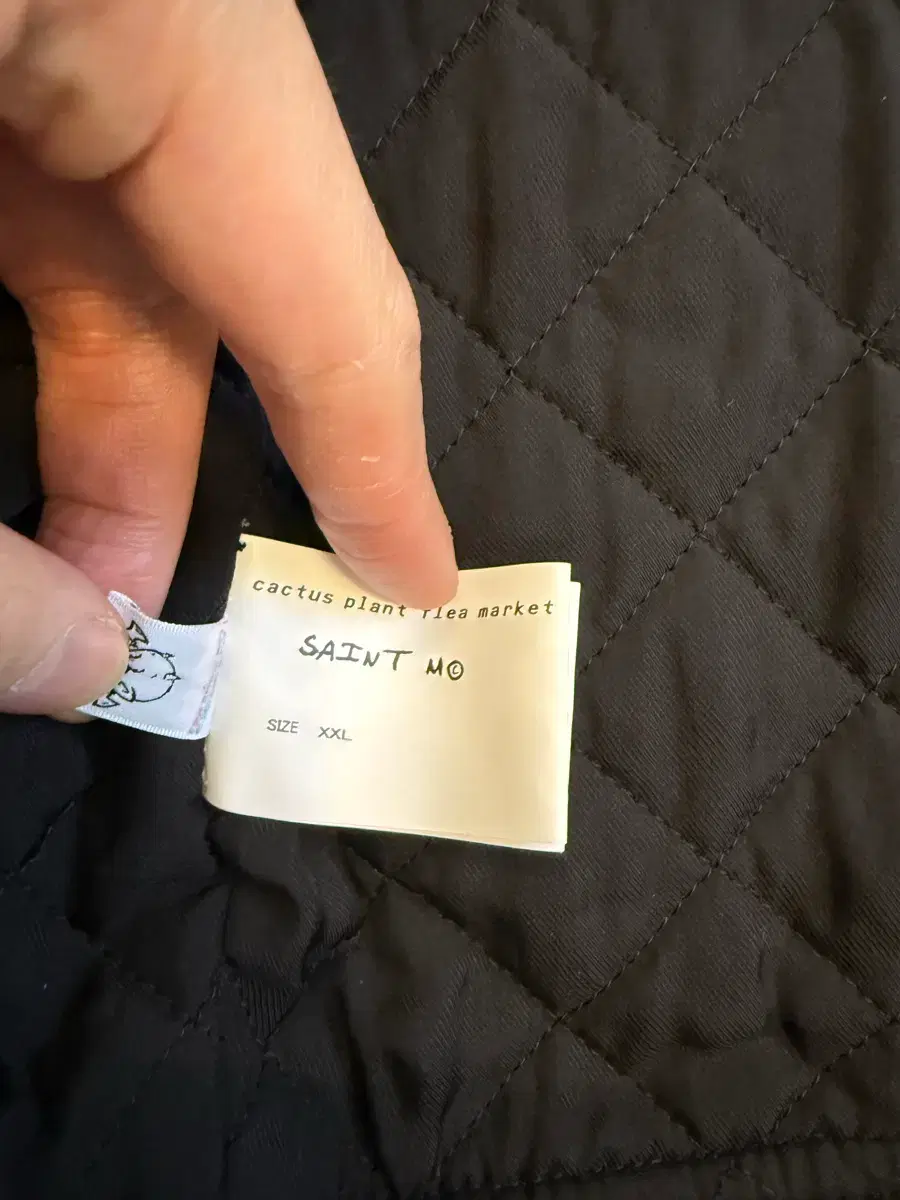 cactus plant flea market
SAINT M©
SIZE XXL